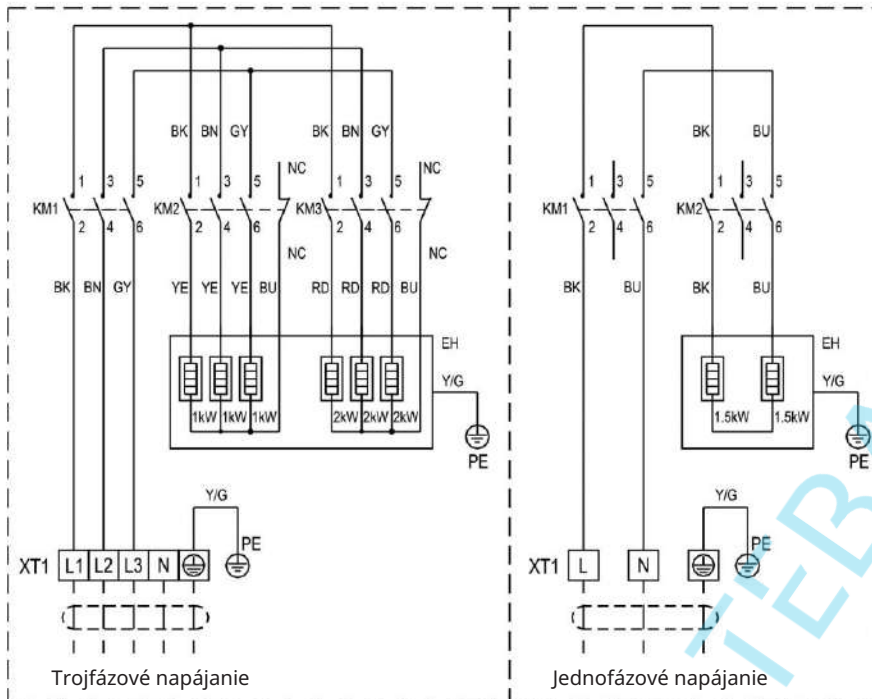 BK BN GY BK BN GY
NC NC
1 3 5 1 3 5 1 3 5
KM1 KM2 KM3
2 4 6 2 4 6 2 4 6
NC NC
BK BN GY YE YE YE BU RD RD RD BU
EH
1kW 1kW 1kW 2kW 2kW 2kW
Y/G
PE
Y/G
PE
XT1 L1 L2 L3 N
Trojfázové napájanie
BK BU
1 3 5 1 3 5
KM1 KM2
2 4 6 2 4 6
BK BU BK BU
EH
1.5kW 1.5kW
Y/G
PE
Y/G
PE
XT1 L N
Jednofázové napájanie